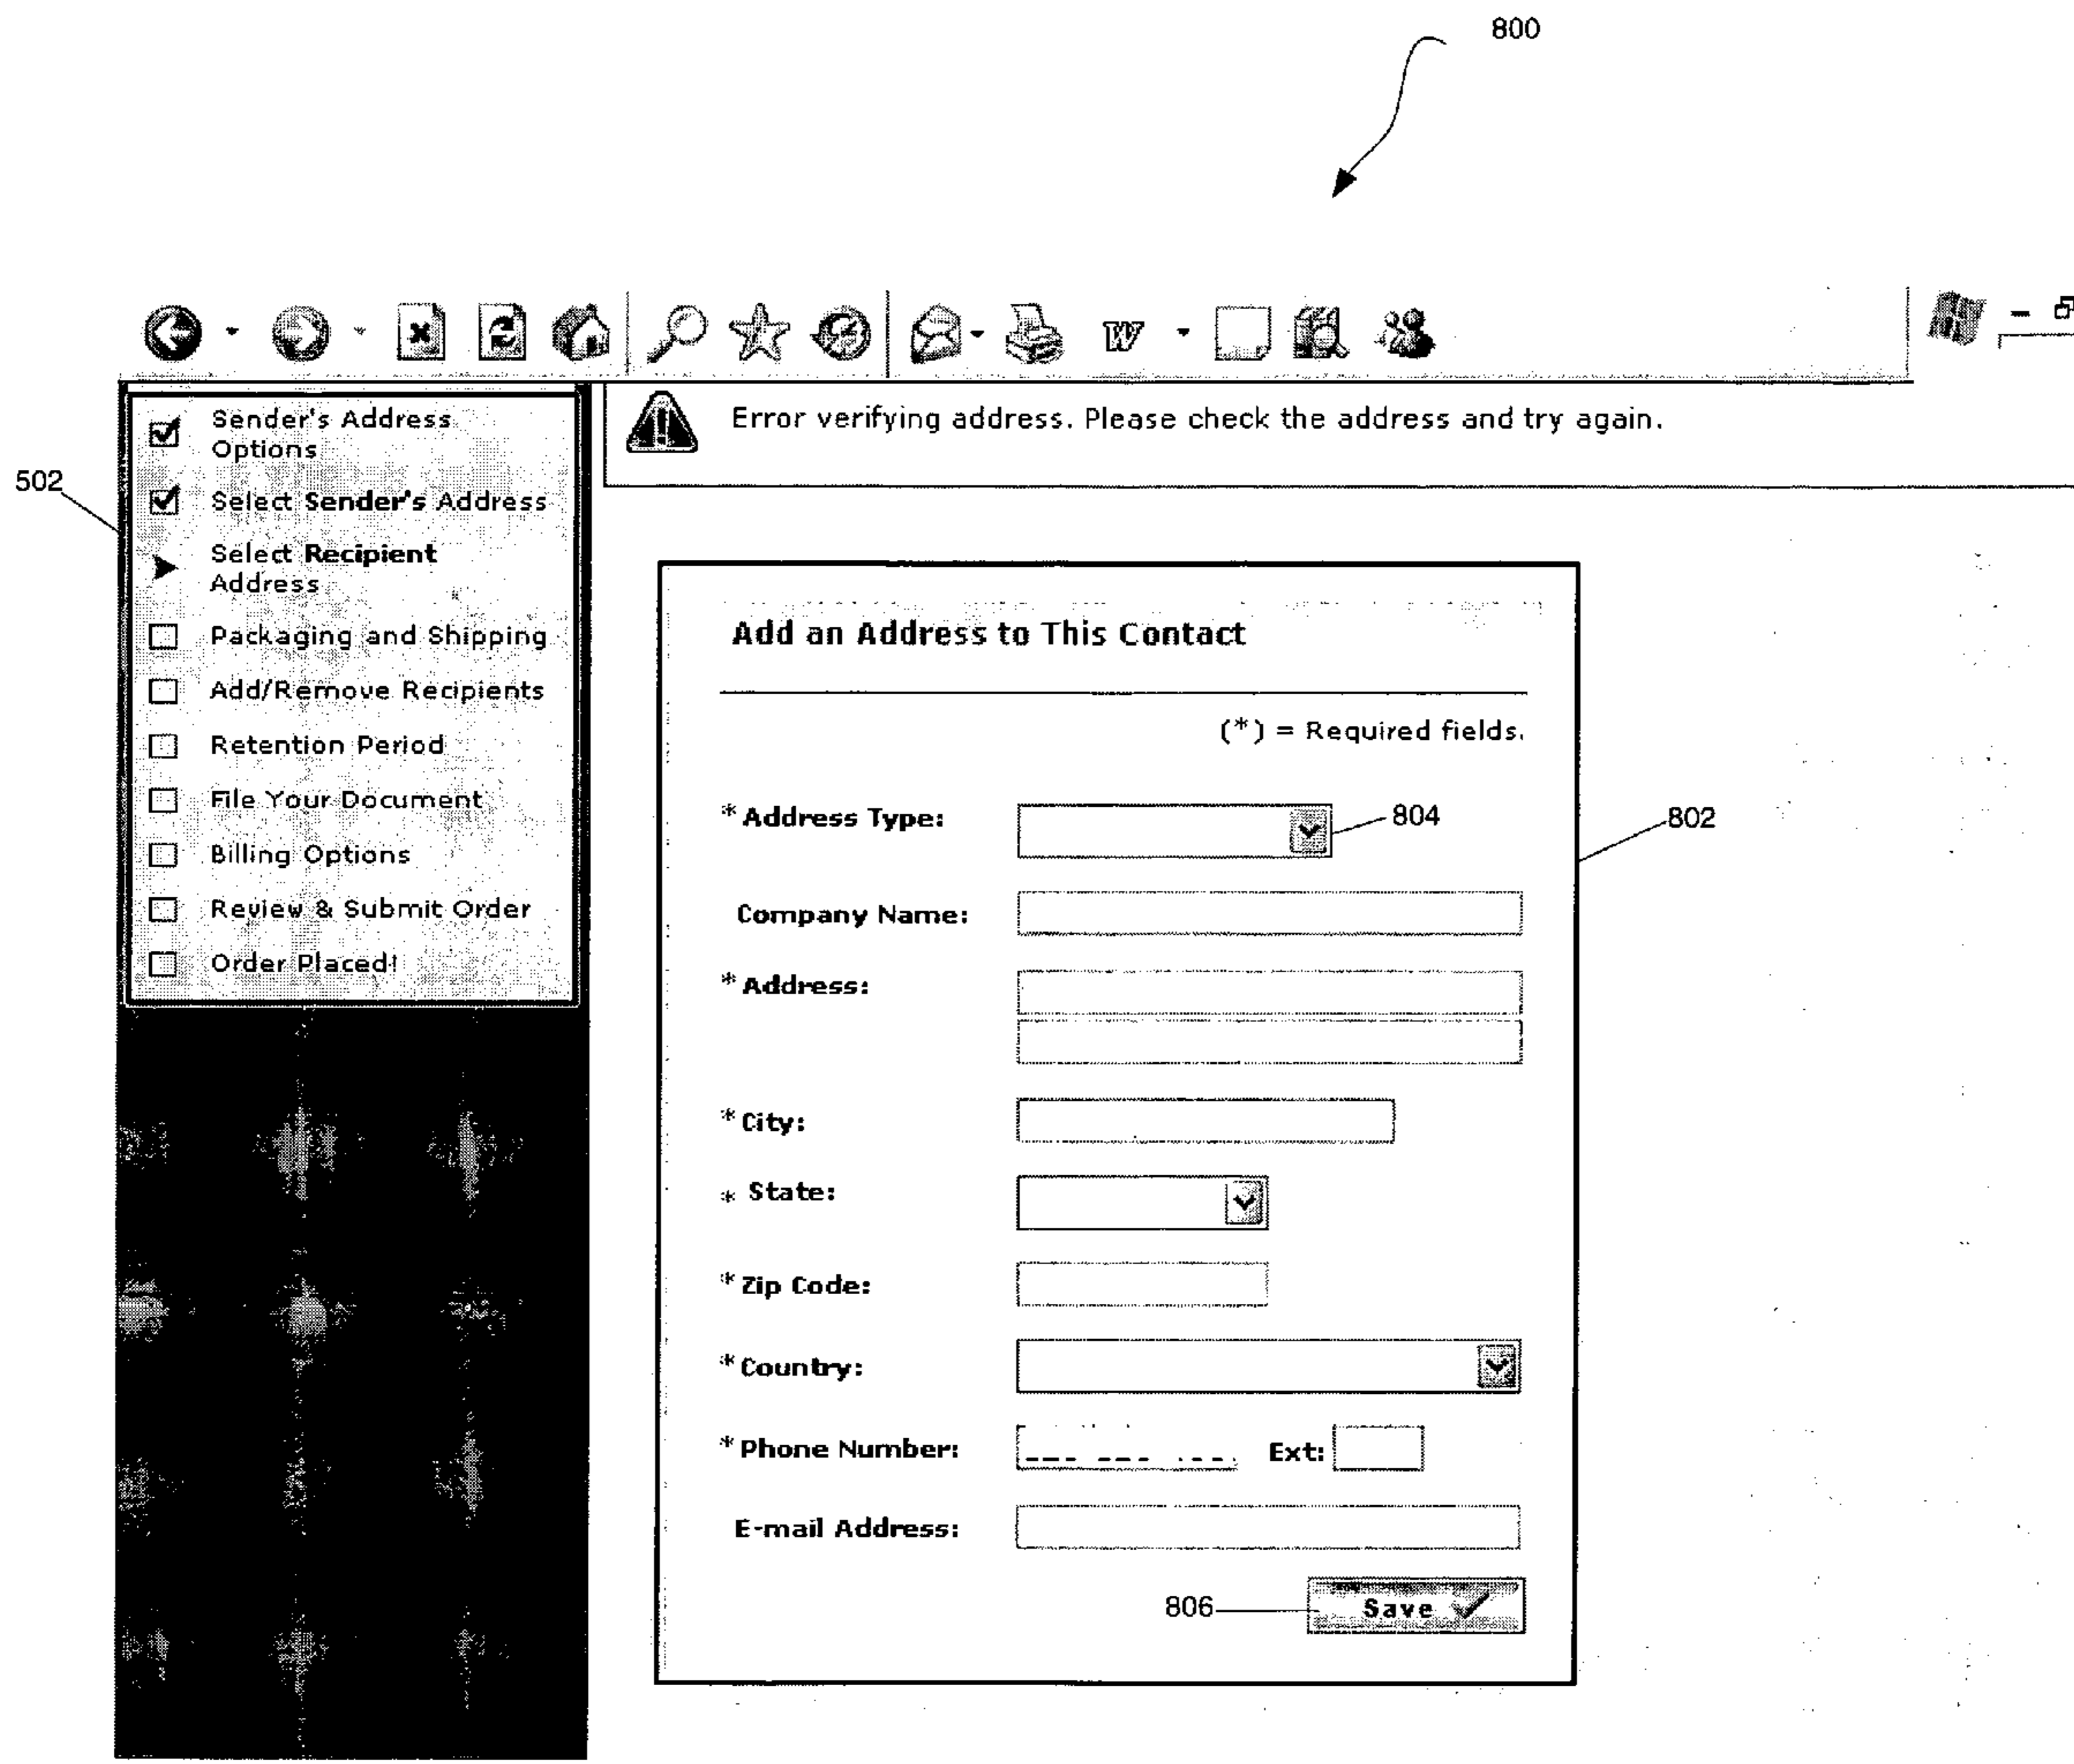 800
W
Error verifying address. Please check the address and try again.
502
Sender's Address
Options
Select Sender's Address
Select Recipient
Address
Packaging and Shipping
Add/Remove Recipients
Retention Period
File Your Document
Billing Options
Review & Submit Order
Order Placed!
Add an Address to This Contact
(*) = Required fields.
*Address Type:
804
802
Company Name:
*Address:
*City:
* State:
*Zip Code:
*Country:
*Phone Number: Ext:
E-mail Address:
806
Save